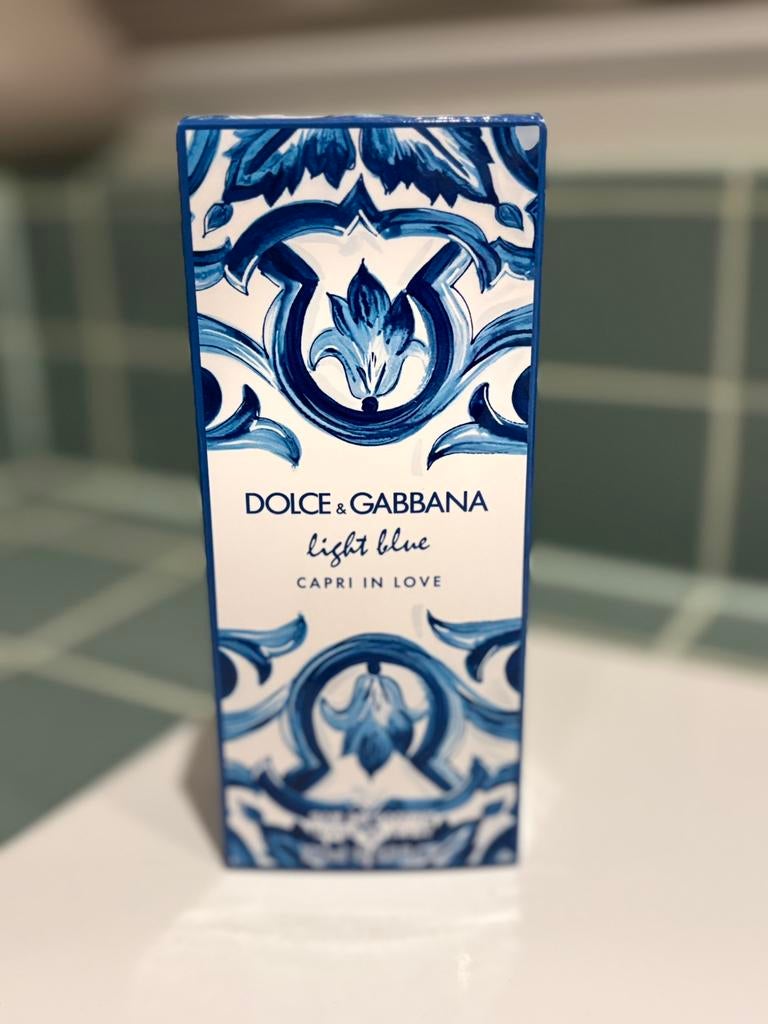 DOLCE & GABBANA
light blue
CAPRI IN LOVE